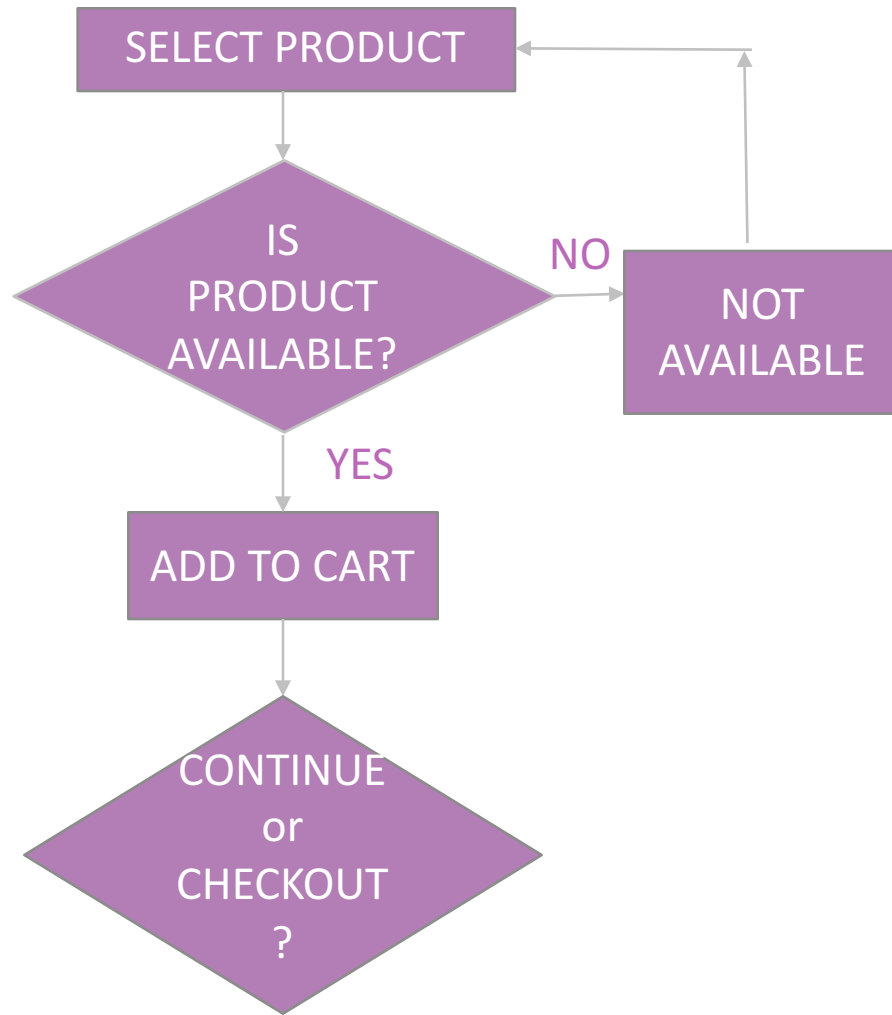 SELECT PRODUCT
IS
PRODUCT
AVAILABLE?
NO
NOT
AVAILABLE
YES
ADD TO CART
CONTINUE
or
CHECKOUT
?